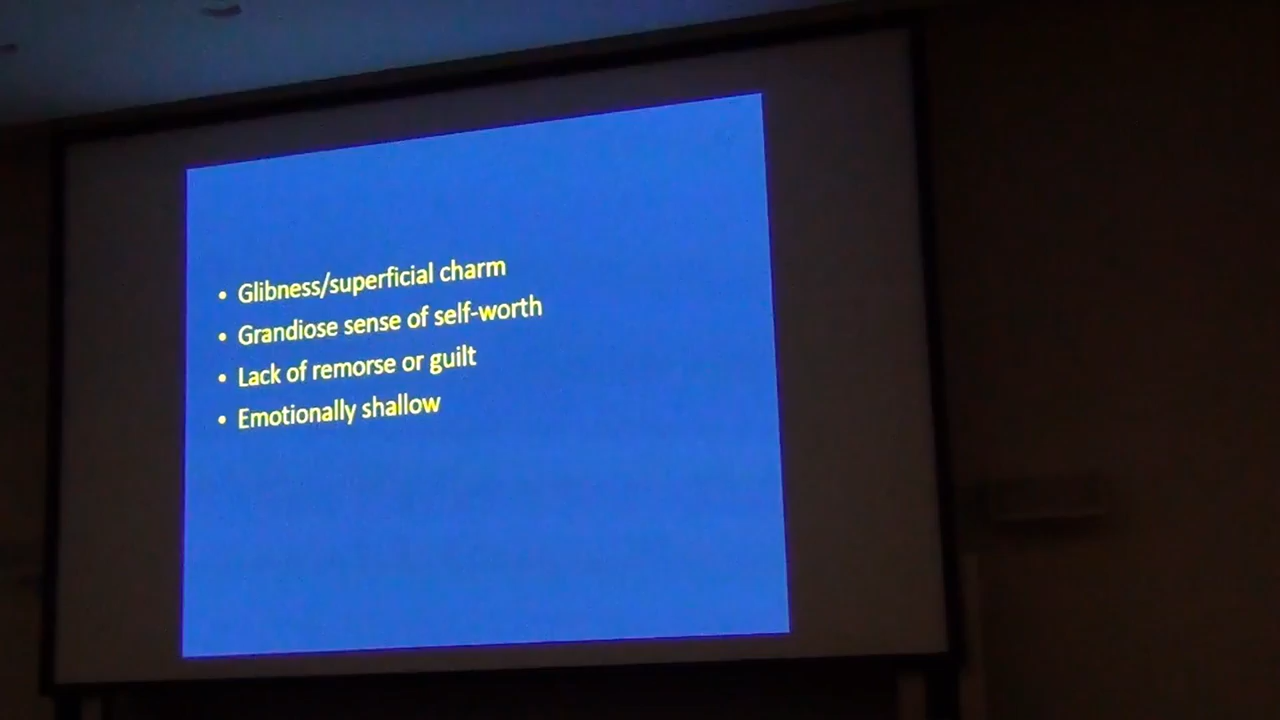 • Glibness/superficial charm
• Grandiose sense of self-worth
• Lack of remorse or guilt
• Emotionally shallow